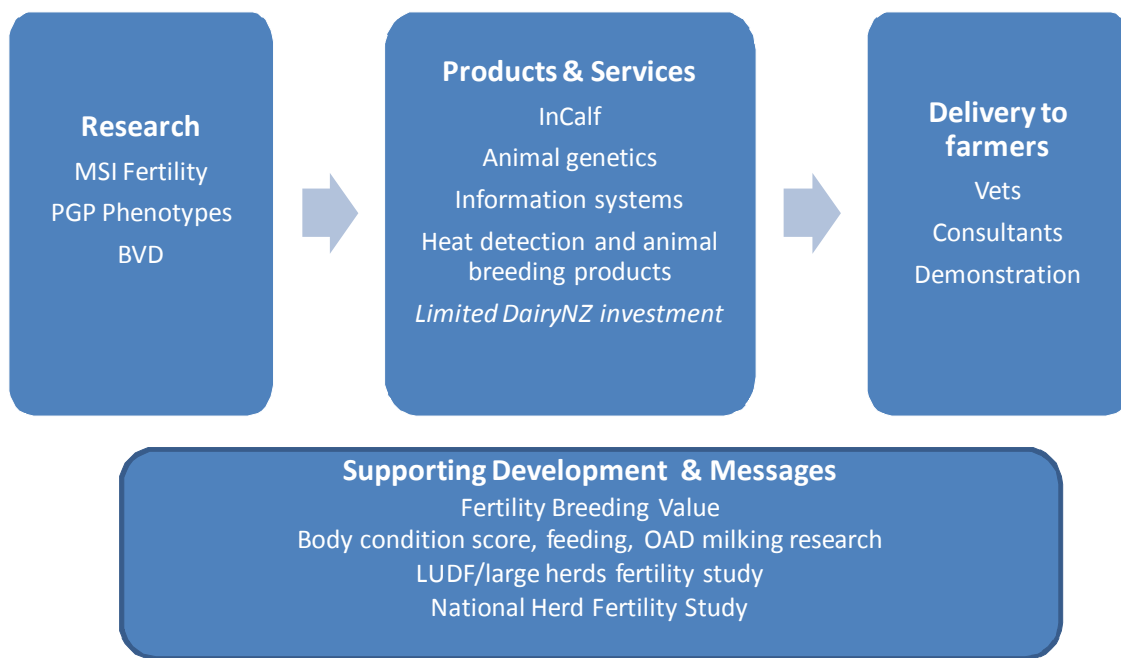 Research
MSI Fertility
PGP Phenotypes
BVD
Products & Services
InCalf
Animal genetics
Information systems
Heat detection and animal
breeding products
Limited DairyNZ investment
Delivery to
farmers
Vets
Consultants
Demonstration
Supporting Development & Messages
Fertility Breeding Value
Body condition score, feeding, OAD milking research
LUDF/large herds fertility study
National Herd Fertility Study